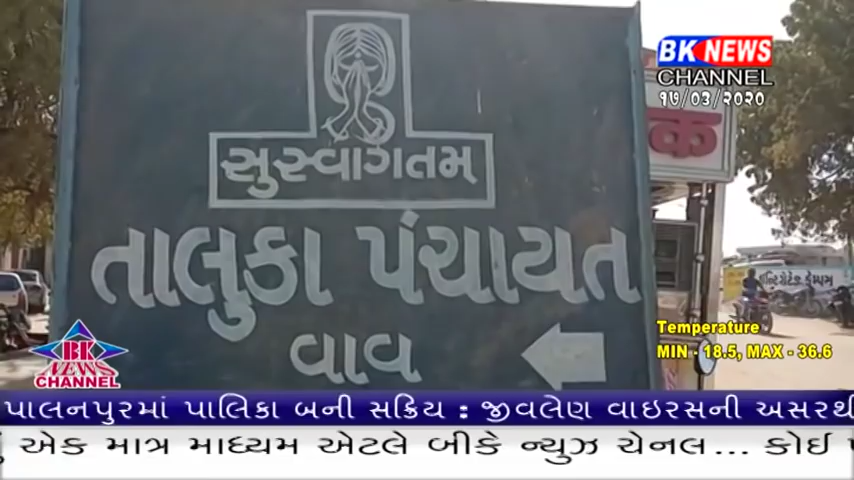 સુસ્વાગતમ્
તાલુકા પંચાયત
વાવ
BK NEWS
CHANNEL
૧૭/૦૩/૨૦૨૦
क
Temperature
MIN - 18.5, MAX - 36.6
BK
NEWS
CHANNEL
પાલનપુરમાં પાલિકા બની સક્રિય : જીવલેણ વાઇરસની અસરથી
એક માત્ર માધ્યમ એટલે બીકે ન્યુઝ ચેનલ... કોઈ